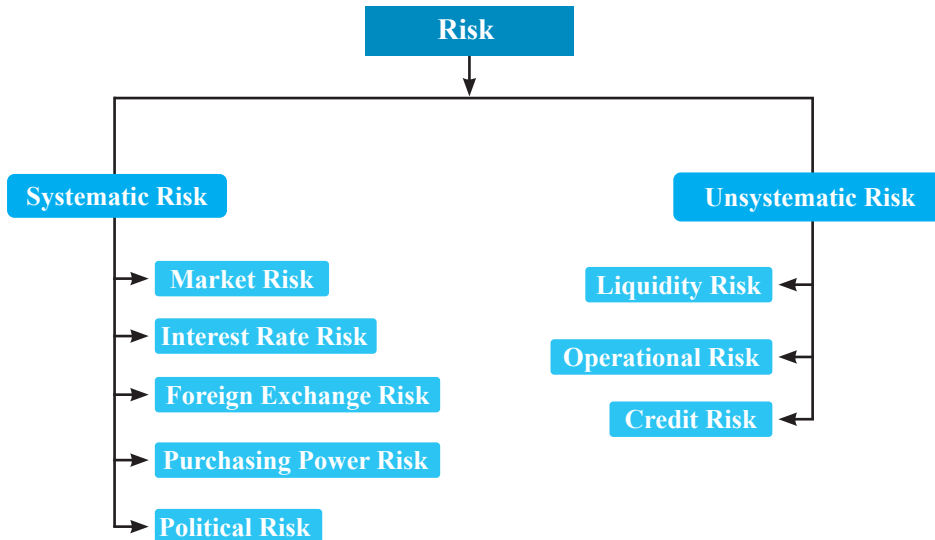 Risk
Systematic Risk
Market Risk
Interest Rate Risk
Foreign Exchange Risk
Purchasing Power Risk
Political Risk
Unsystematic Risk
Liquidity Risk
Operational Risk
Credit Risk